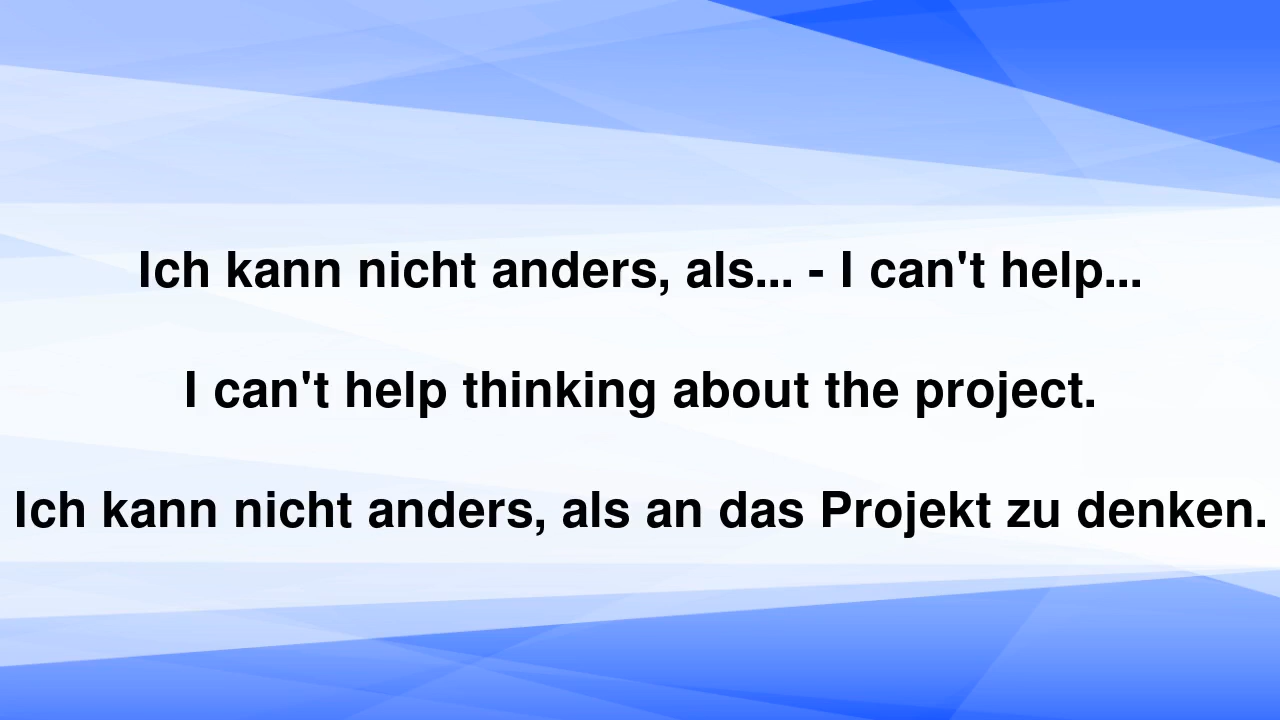 Ich kann nicht anders, als... - I can't help...
I can't help thinking about the project.
Ich kann nicht anders, als an das Projekt zu denken.